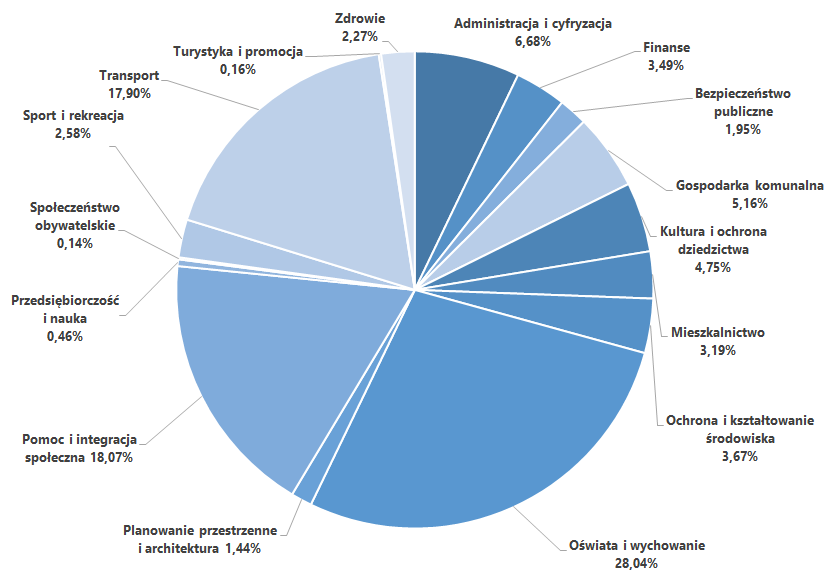 Zdrowie
2,27%
Administracja i cyfryzacja
6,68%
Finanse
3,49%
Bezpieczeństwo
publiczne
1,95%
Gospodarka komunalna
5,16%
Kultura i ochrona
dziedzictwa
4,75%
Mieszkalnictwo
3,19%
Ochrona i kształtowanie
środowiska
3,67%
Oświata i wychowanie
28,04%
Planowanie przestrzenne
i architektura 1,44%
Pomoc i integracja
społeczna 18,07%
Przedsiębiorczość
i nauka
0,46%
Społeczeństwo
obywatelskie
0,14%
Sport i rekreacja
2,58%
Transport
17,90%
Turystyka i promocja
0,16%